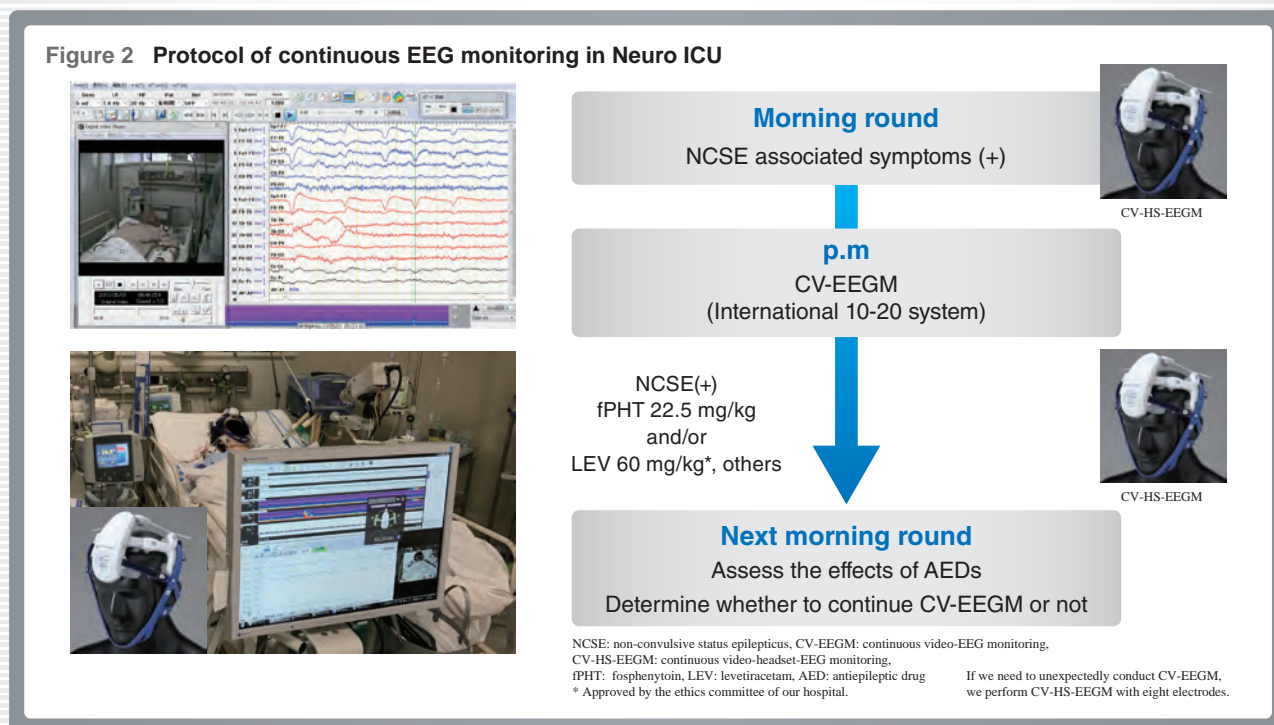 Figure 2 Protocol of continuous EEG monitoring in Neuro ICU
Digital Video Player
Morning round
NCSE associated symptoms (+)
CV-HS-EEGM
p.m
CV-EEGM
(International 10-20 system)
NCSE(+)
fPHT 22.5 mg/kg
and/or
LEV 60 mg/kg*, others
CV-HS-EEGM
Next morning round
Assess the effects of AEDs
Determine whether to continue CV-EEGM or not
NCSE: non-convulsive status epilepticus, CV-EEGM: continuous video-EEG monitoring,
CV-HS-EEGM: continuous video-headset-EEG monitoring,
fPHT: fosphenytoin, LEV: levetiracetam, AED: antiepileptic drug
* Approved by the ethics committee of our hospital.
If we need to unexpectedly conduct CV-EEGM,
we perform CV-HS-EEGM with eight electrodes.